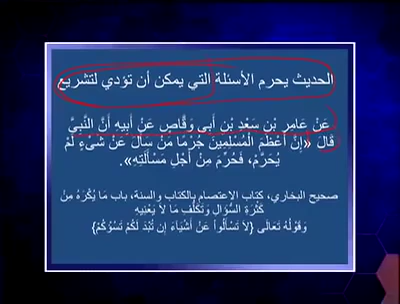 الحديث يحرم الأسئلة التي يمكن أن تؤدي لتشريع
عَنْ عَامِرِ بْنِ سَعْدِ بْنِ أَبِى وَقَّاصٍ عَنْ أَبِيهِ أَنَّ النَّبِىَّ
قَالَ «إِنَّ أَعْظَمَ الْمُسْلِمِينَ جُرْمًا مَنْ سَأَلَ عَنْ شَىْءٍ لَمْ
يُحَرَّمْ، فَحُرِّمَ مِنْ أَجْلِ مَسْأَلَتِهِ».
صحيح البخاري، كتاب الاعتصام بالكتاب والسنة، باب مَا يُكْرَهُ مِنْ
كَثْرَةِ السُّؤَالِ وَتَكَلُّفِ مَا لاَ يَعْنِيهِ
وَقَوْلُهُ تَعَالَى {لاَ تَسْأَلُوا عَنْ أَشْيَاءَ إِن تُبْدَ لَكُمْ تَسُؤْكُمْ}